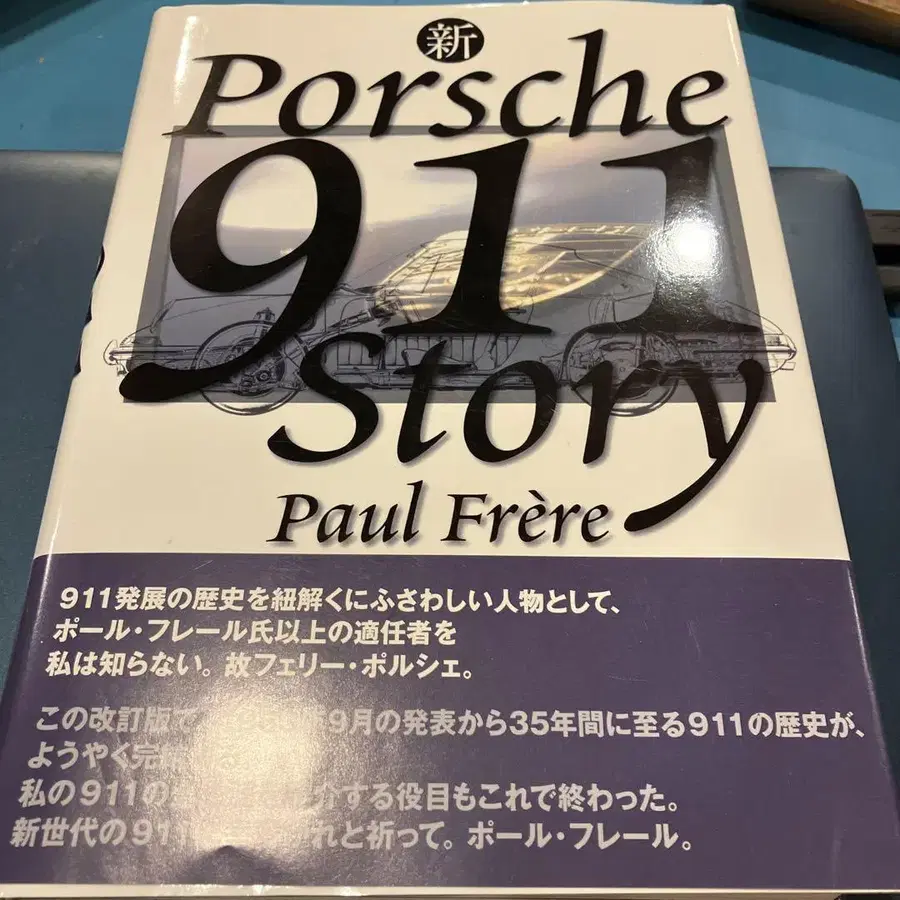 新
Porsche
911
Story
Paul Frère
911発展の歴史を紐解くにふさわしい人物として、
ポール・フレール氏以上の適任者を
私は知らない。故フェリー・ポルシェ。
この改訂版で 9月の発表から35年間に至る911の歴史が、
ようやく完
私の911の 介する役目もこれで終わった。
新世代の911 れと祈って。ポール・フレール。